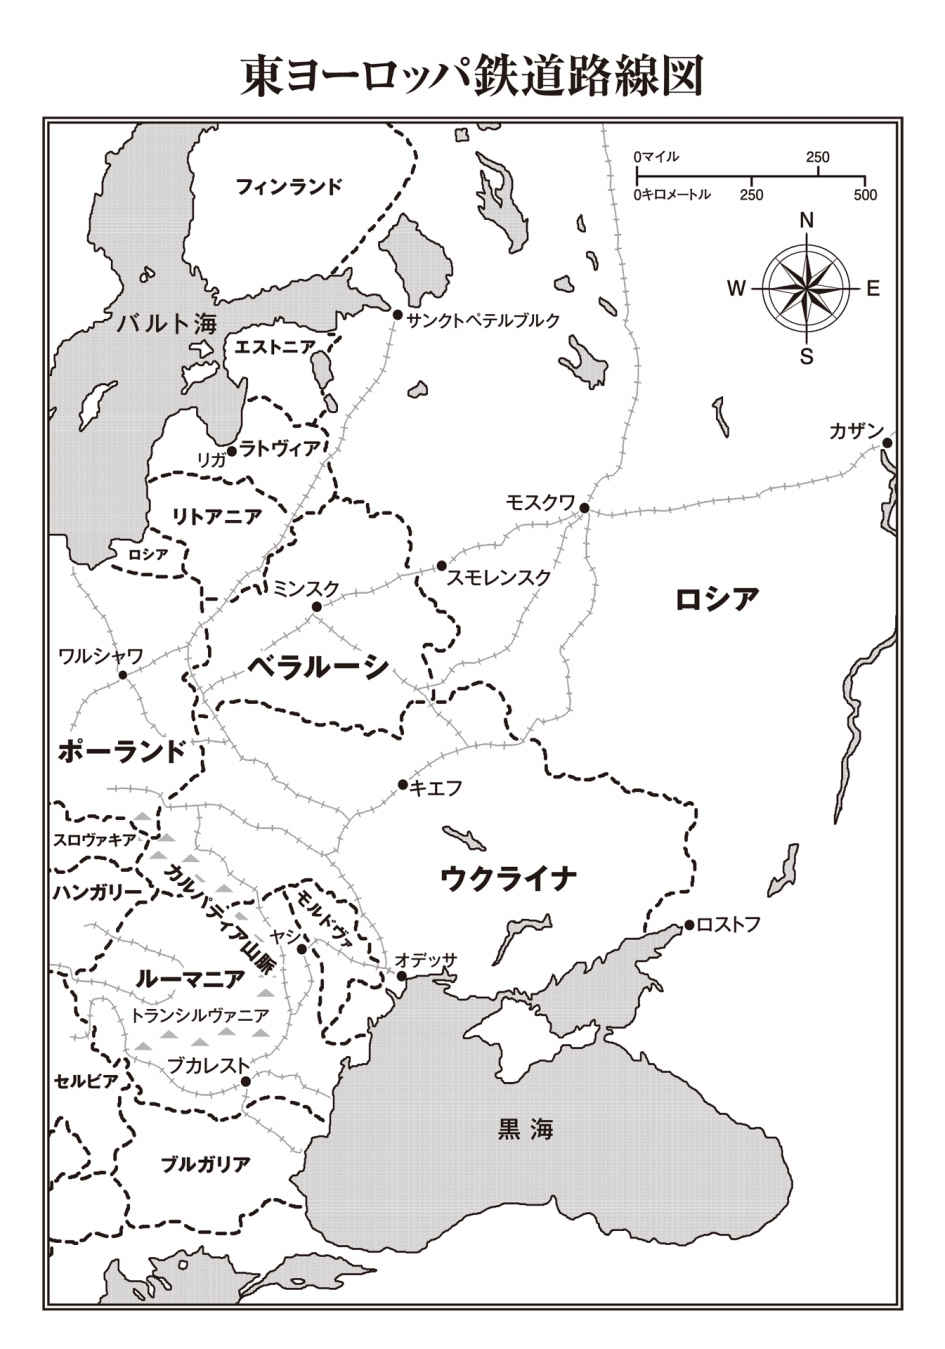 東ヨーロッパ鉄道路線図
0マイル
250
0キロメートル
250
500
フィンランド
N
W
E
S
バルト海
サンクトペテルブルク
エストニア
カザン
リガ
ラトヴィア
モスクワ
リトアニア
ロシア
スモレンスク
ミンスク
ロシア
ワルシャワ
ベラルーシ
ポーランド
キエフ
スロヴァキア
カルパティア山脈
ウクライナ
ハンガリー
モルドヴァ
ロストフ
ヤシ
オデッサ
ルーマニア
トランシルヴァニア
ブカレスト
セルビア
黒海
ブルガリア